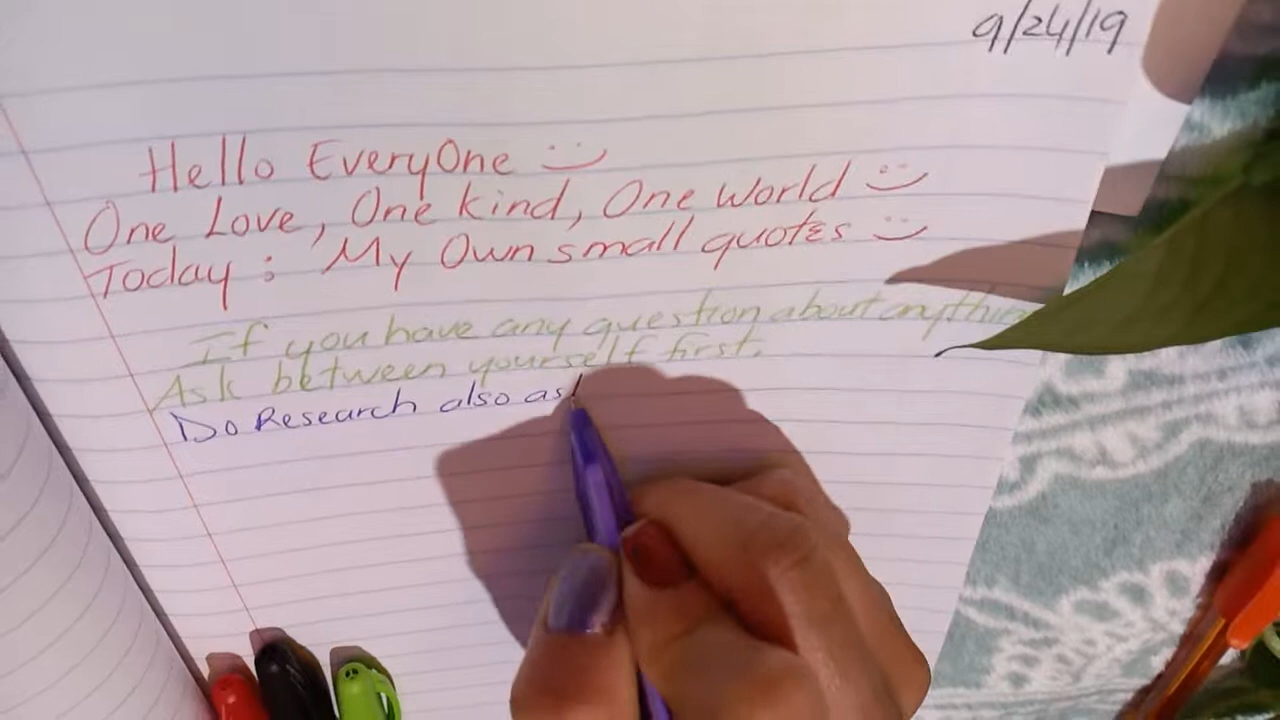 9/24/19
Hello EveryOne
One Love, One kind, One World
Today : My Own small quotes
If you have any question about
Ask between yourself first.
Do Research also as